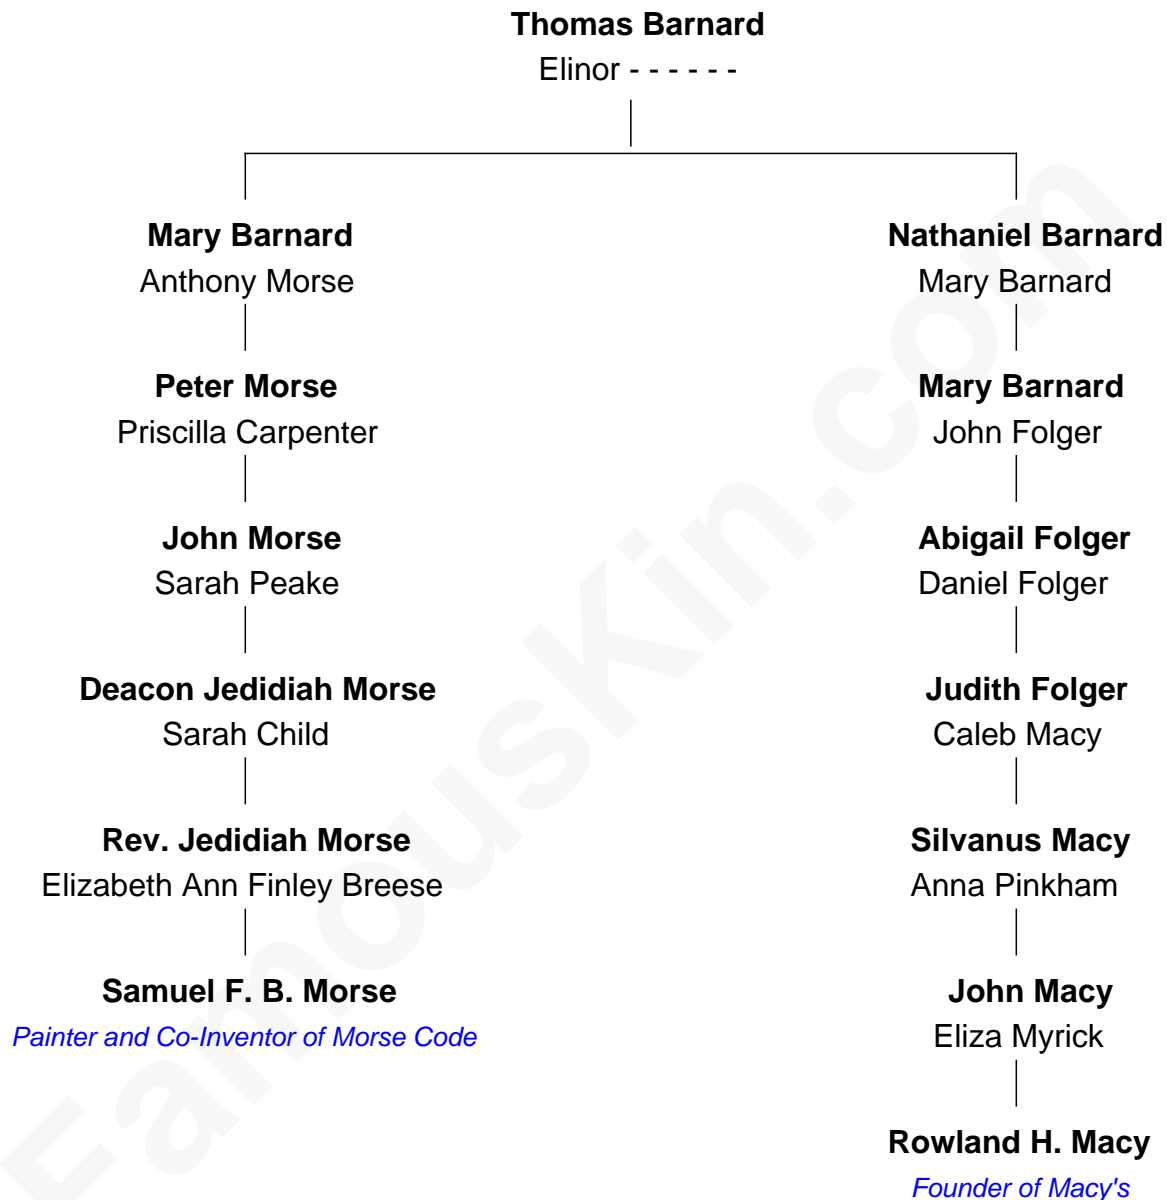 Thomas Barnard
Elinor - - - - - -
Mary Barnard
Anthony Morse
Nathaniel Barnard
Mary Barnard
Peter Morse
Priscilla Carpenter
Mary Barnard
John Folger
John Morse
Sarah Peake
Abigail Folger
Daniel Folger
Deacon Jedidiah Morse
Sarah Child
Judith Folger
Caleb Macy
Rev. Jedidiah Morse
Elizabeth Ann Finley Breese
Silvanus Macy
Anna Pinkham
Samuel F. B. Morse
Painter and Co-Inventor of Morse Code
John Macy
Eliza Myrick
Rowland H. Macy
Founder of Macy's
FamousKin.com